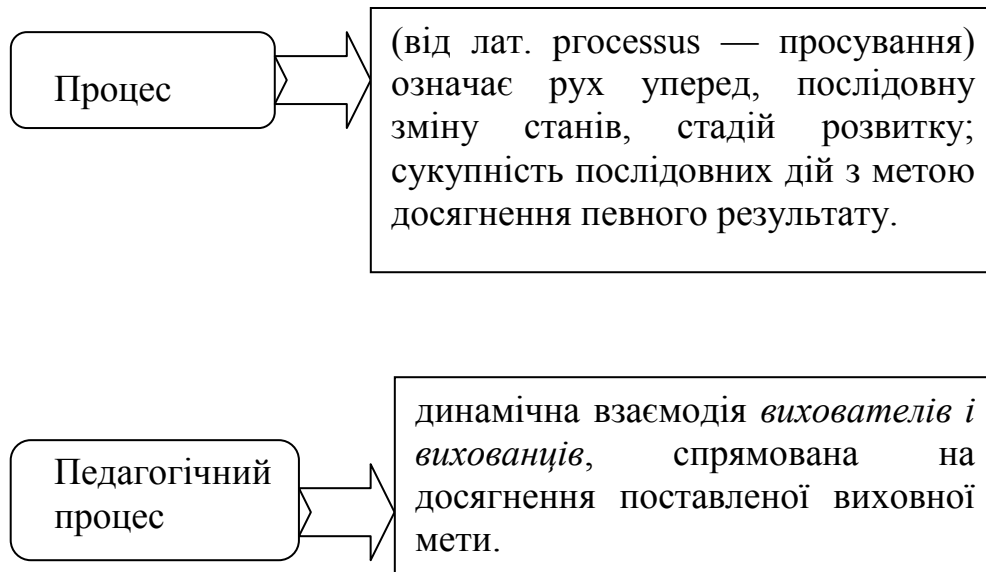 Процес
(від лат. processus — просування)
означає рух уперед, послідовну
зміну станів, стадій розвитку;
сукупність послідовних дій з метою
досягнення певного результату.
Педагогічний
процес
динамічна взаємодія вихователів і
вихованців, спрямована на
досягнення поставленої виховної
мети.